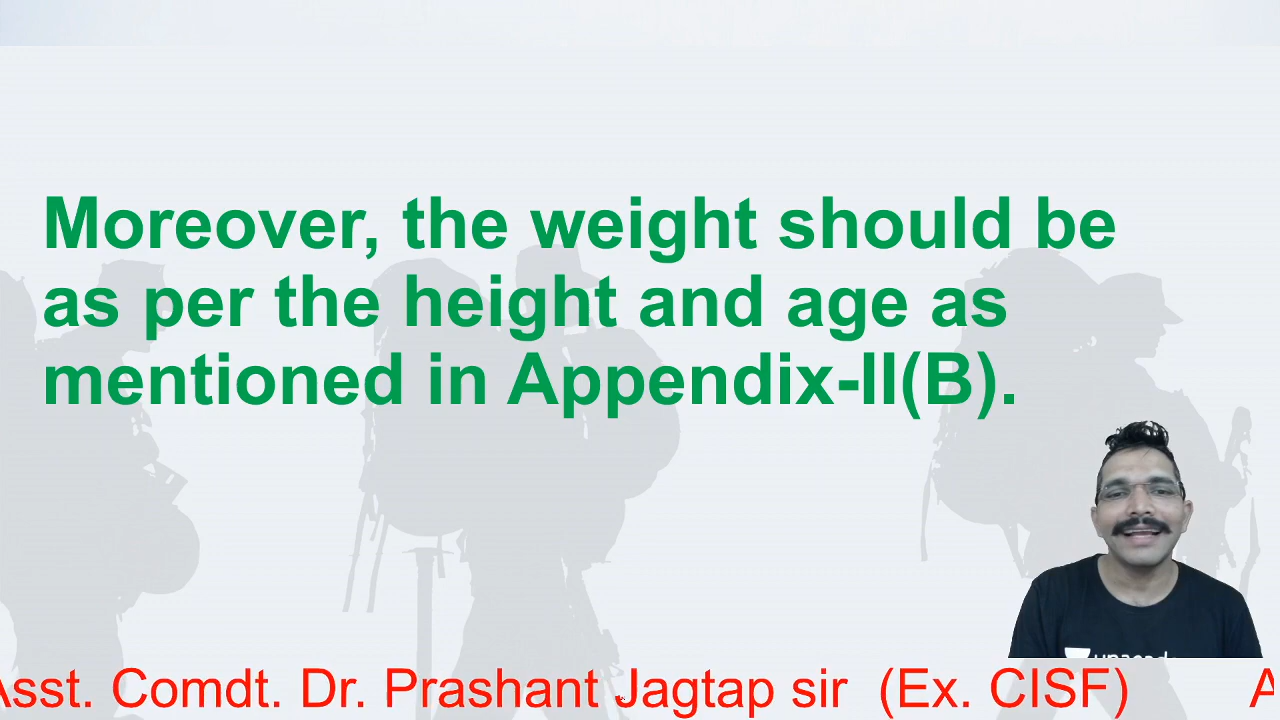 Moreover, the weight should be
as per the height and age as
mentioned in Appendix-II(B).
Asst. Comdt. Dr. Prashant Jagtap sir (Ex. CISF) A